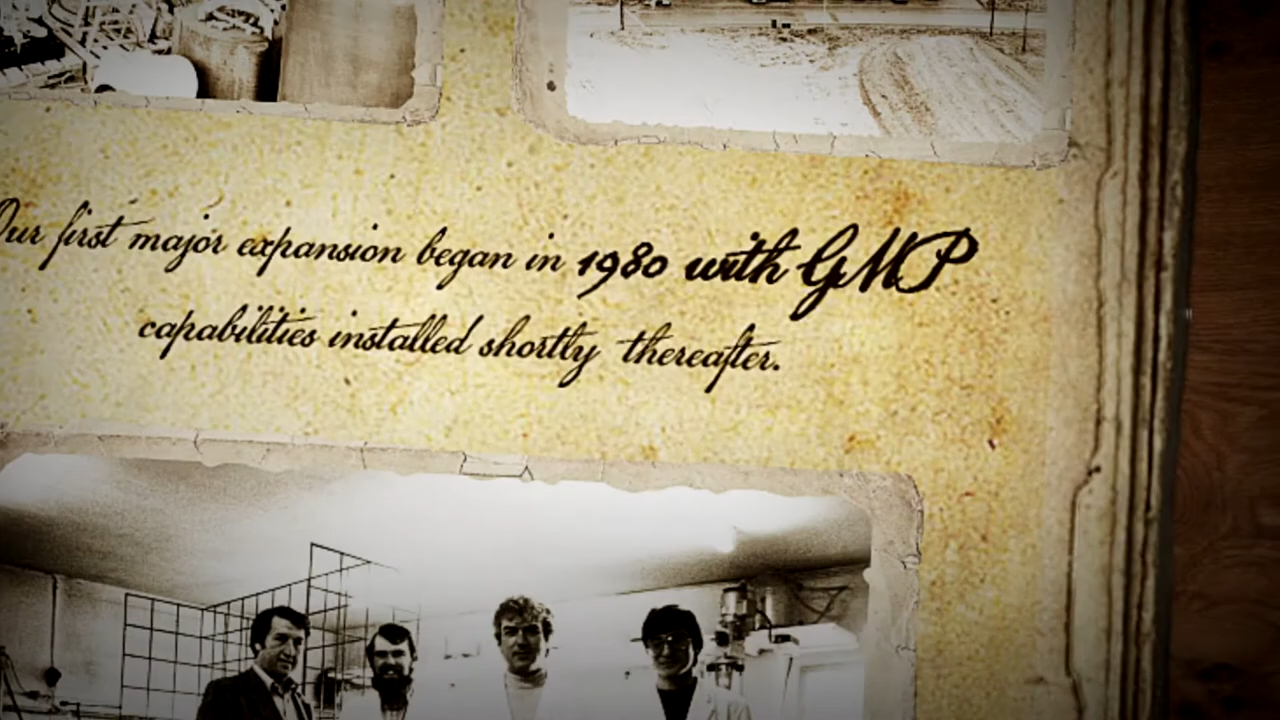 Our first major expansion began in 1980 with GMP
capabilities installed shortly thereafter.